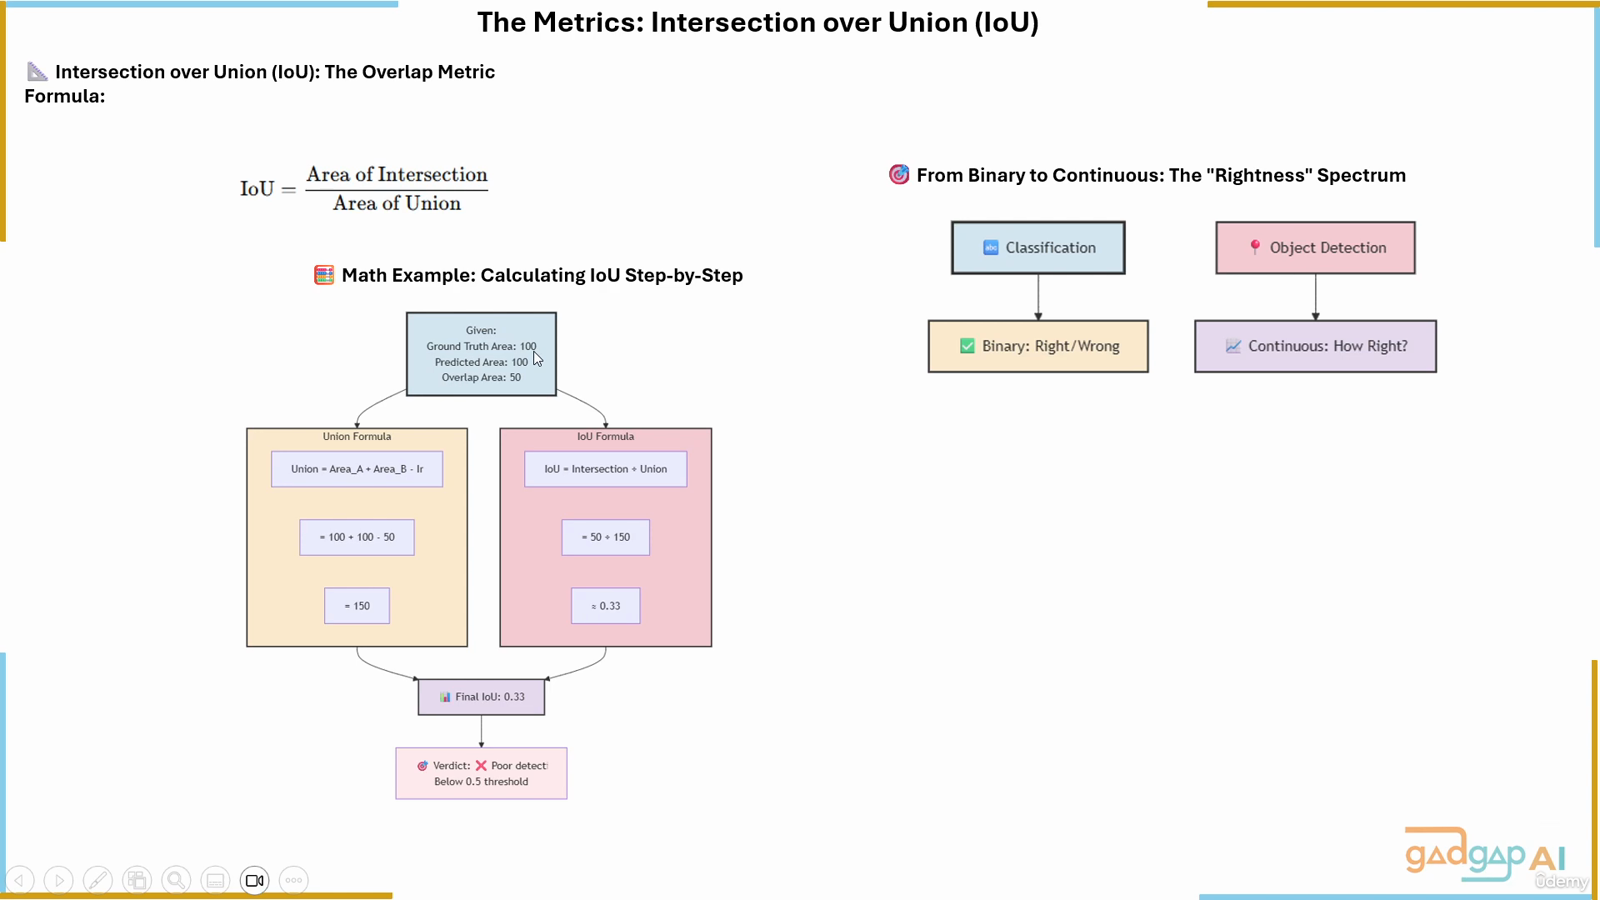 The Metrics: Intersection over Union (IoU)
Intersection over Union (IoU): The Overlap Metric
Formula:
IoU = Area of Intersection
Area of Union
Math Example: Calculating IoU Step-by-Step
Given:
Ground Truth Area: 100
Predicted Area: 100
Overlap Area: 50
Union Formula
Union = Area_A + Area_B - Ir
= 100 + 100 - 50
= 150
IoU Formula
IoU = Intersection ÷ Union
= 50 ÷ 150
≈ 0.33
Final IoU: 0.33
Verdict: ❌ Poor detecti
Below 0.5 threshold
From Binary to Continuous: The "Rightness" Spectrum
abc Classification
Object Detection
Binary: Right/Wrong
Continuous: How Right?
gadgap AI
ûdemy